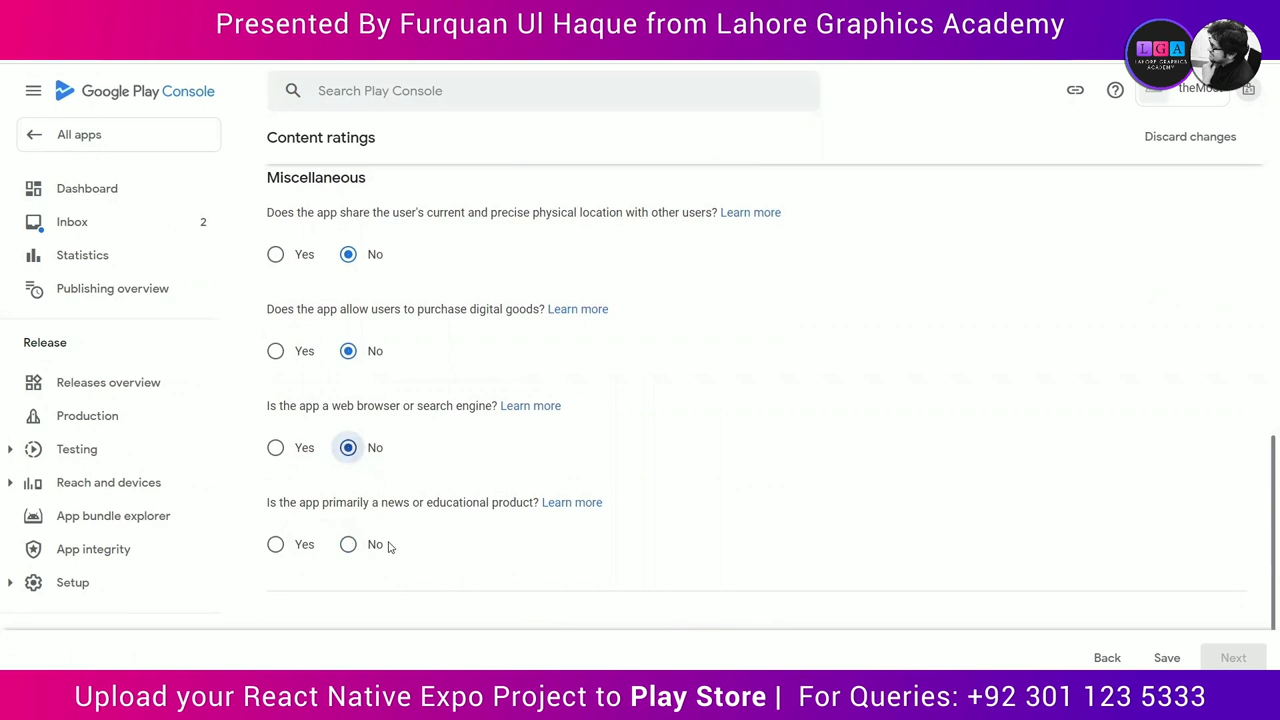 Presented By Furquan Ul Haque from Lahore Graphics Academy
LGA
LAHORE GRAPHICS
ACADEMY
Google Play Console
Search Play Console
All apps
Content ratings
Discard changes
Dashboard
Inbox 2
Statistics
Publishing overview
Release
Releases overview
Production
Testing
Reach and devices
App bundle explorer
App integrity
Setup
Miscellaneous
Does the app share the user's current and precise physical location with other users? Learn more
Yes No
Does the app allow users to purchase digital goods? Learn more
Yes No
Is the app a web browser or search engine? Learn more
Yes No
Is the app primarily a news or educational product? Learn more
Yes No
Back Save Next
Upload your React Native Expo Project to Play Store | For Queries: +92 301 123 5333